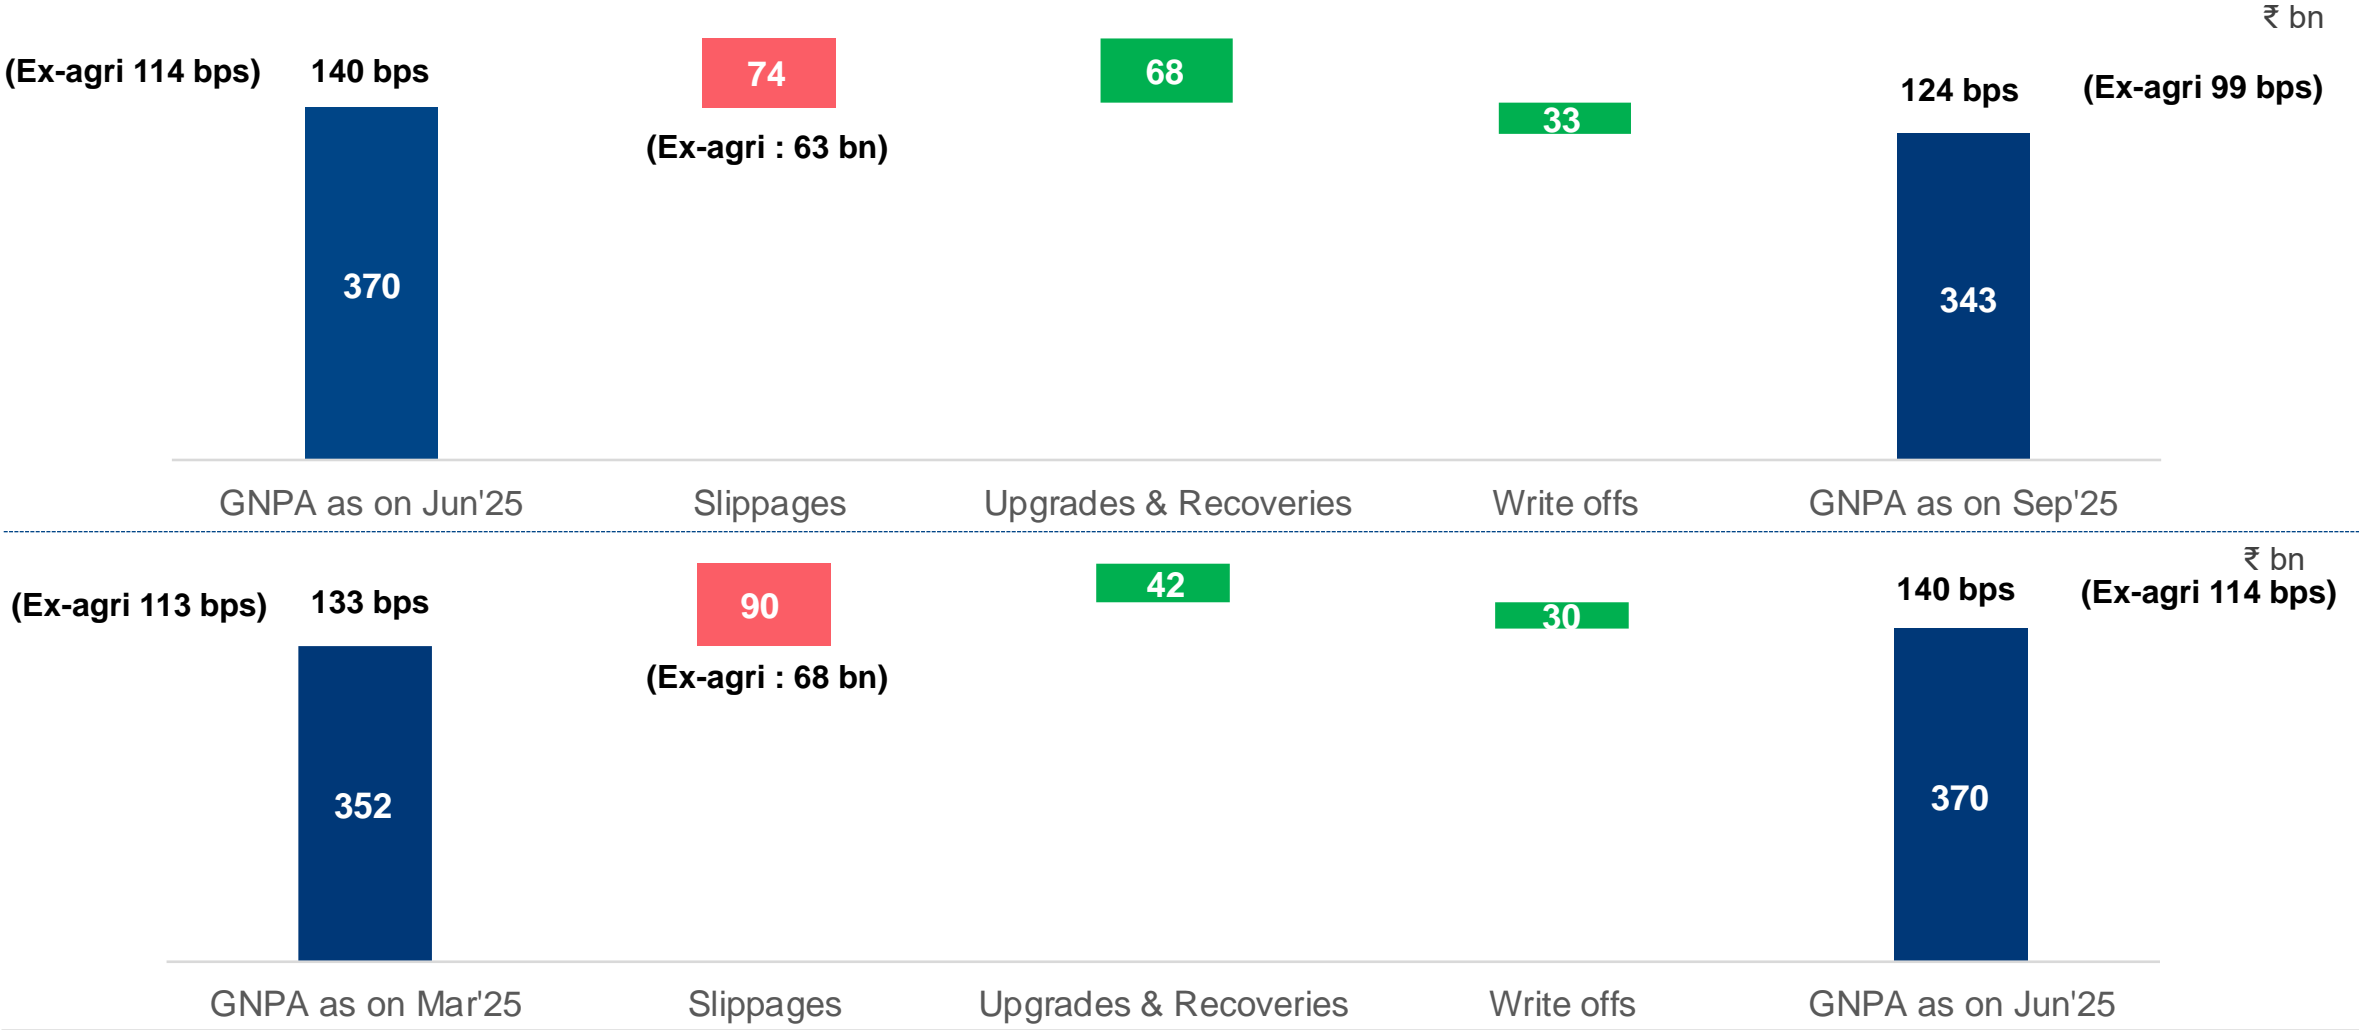 ₹ bn
(Ex-agri 114 bps) 140 bps 74 68 124 bps (Ex-agri 99 bps)
33
(Ex-agri : 63 bn)
370 343
GNPA as on Jun'25 Slippages Upgrades & Recoveries Write offs GNPA as on Sep'25
₹ bn
(Ex-agri 113 bps) 133 bps 90 42 30 140 bps (Ex-agri 114 bps)
(Ex-agri : 68 bn)
352 370
GNPA as on Mar'25 Slippages Upgrades & Recoveries Write offs GNPA as on Jun'25